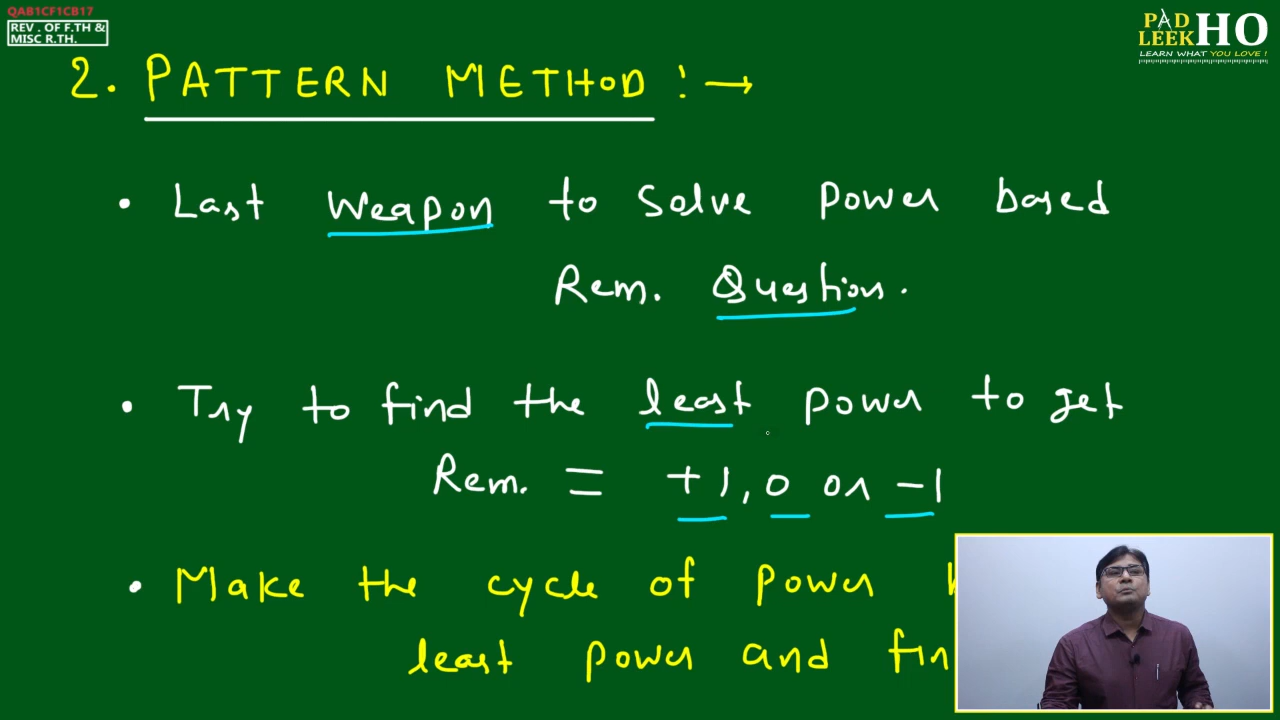 QAB1CF1CB17
REV . OF F.TH &
MISC R.TH.
PAD
LEEKHO
LEARN WHAT YOU LOVE !
2. PATTERN METHOD : →
• Last weapon to solve power based
Rem. Question.
• Try to find the least power to get
Rem. = +1, 0 or -1
• Make the cycle of power
least power and fin